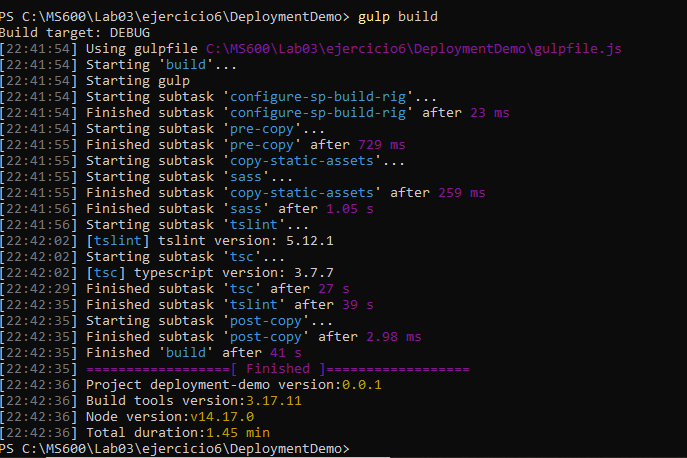 PS C:\MS600\Lab03\ejercicio6\DeploymentDemo> gulp build
Build target: DEBUG
[22:41:54] Using gulpfile C:\MS600\Lab03\ejercicio6\DeploymentDemo\gulpfile.js
[22:41:54] Starting 'build'...
[22:41:54] Starting gulp
[22:41:54] Starting subtask 'configure-sp-build-rig'...
[22:41:54] Finished subtask 'configure-sp-build-rig' after 23 ms
[22:41:54] Starting subtask 'pre-copy'...
[22:41:55] Finished subtask 'pre-copy' after 729 ms
[22:41:55] Starting subtask 'copy-static-assets'...
[22:41:55] Starting subtask 'sass'...
[22:41:55] Finished subtask 'copy-static-assets' after 259 ms
[22:41:56] Finished subtask 'sass' after 1.05 s
[22:41:56] Starting subtask 'tslint'...
[22:42:02] [tslint] tslint version: 5.12.1
[22:42:02] Starting subtask 'tsc'...
[22:42:02] [tsc] typescript version: 3.7.7
[22:42:29] Finished subtask 'tsc' after 27 s
[22:42:35] Finished subtask 'tslint' after 39 s
[22:42:35] Starting subtask 'post-copy'...
[22:42:35] Finished subtask 'post-copy' after 2.98 ms
[22:42:35] Finished 'build' after 41 s
[22:42:35] ==================[ Finished ]==================
[22:42:36] Project deployment-demo version:0.0.1
[22:42:36] Build tools version:3.17.11
[22:42:36] Node version:v14.17.0
[22:42:36] Total duration:1.45 min
PS C:\MS600\Lab03\ejercicio6\DeploymentDemo>